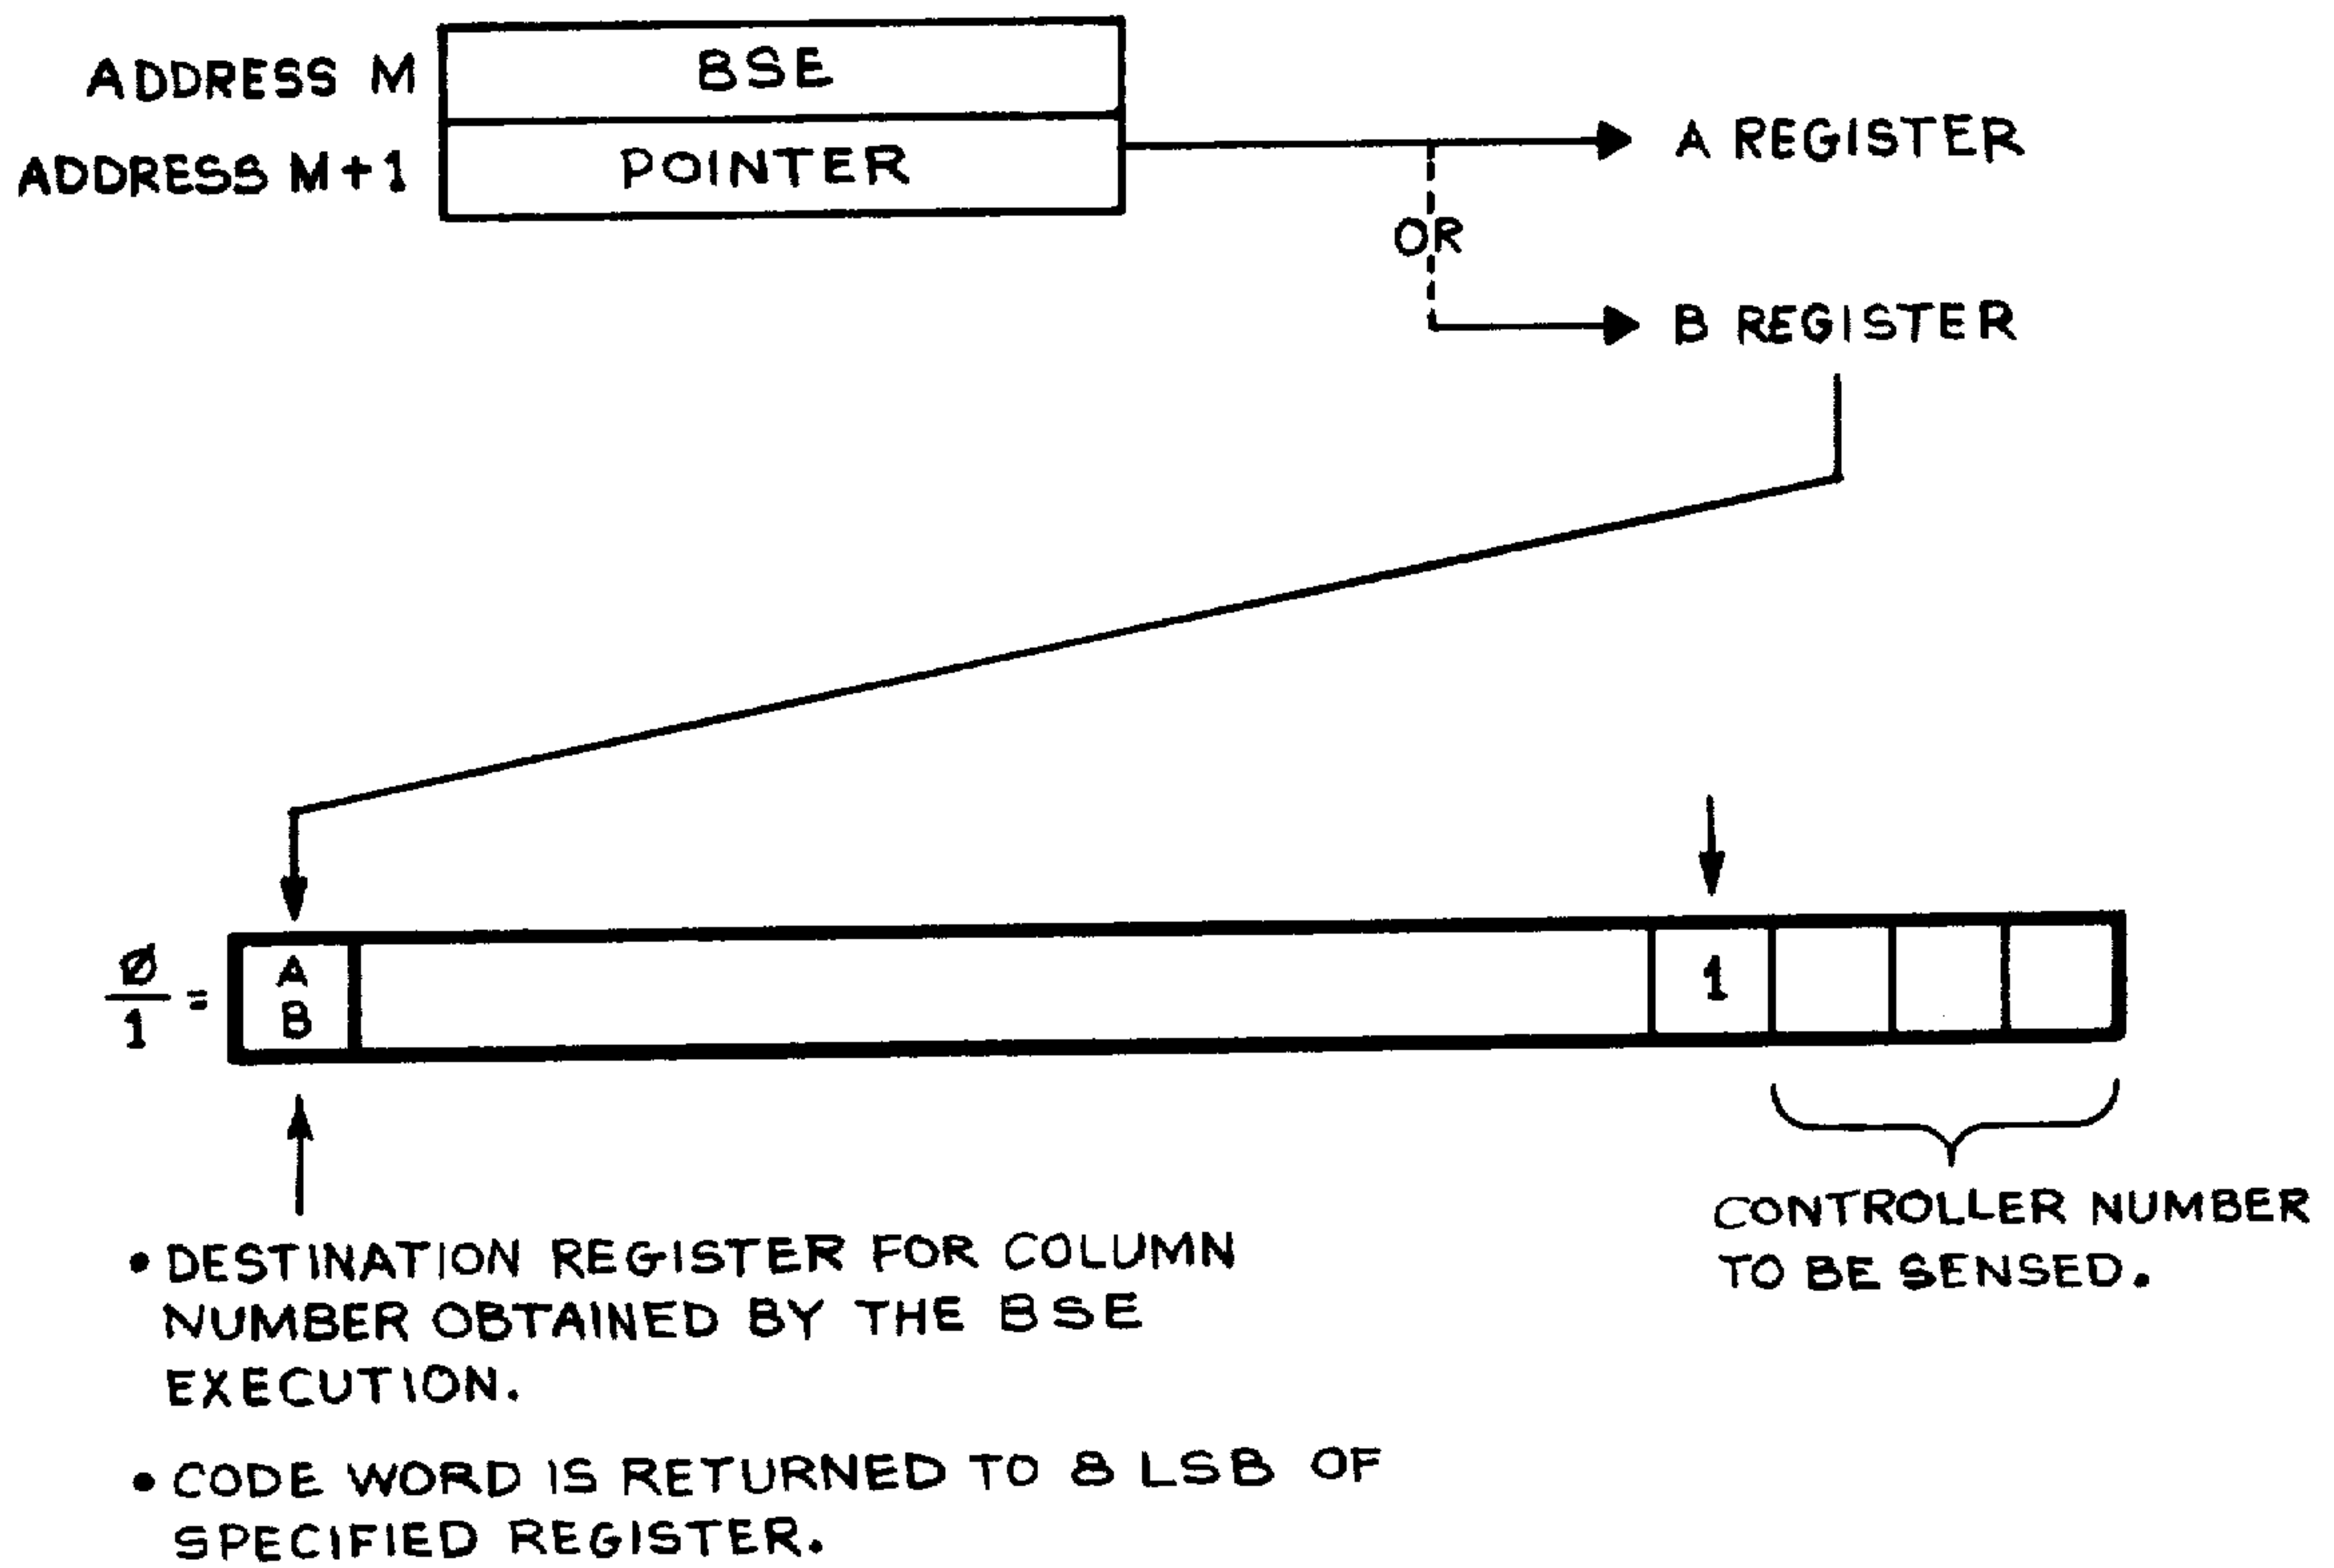 ADDRESS M
BSE
ADDRESS M+1
POINTER
A REGISTER
OR
B REGISTER
Ø
1
=
A
B
1
CONTROLLER NUMBER
TO BE SENSED.
• DESTINATION REGISTER FOR COLUMN
NUMBER OBTAINED BY THE BSE
EXECUTION.
• CODE WORD IS RETURNED TO 8 LSB OF
SPECIFIED REGISTER.